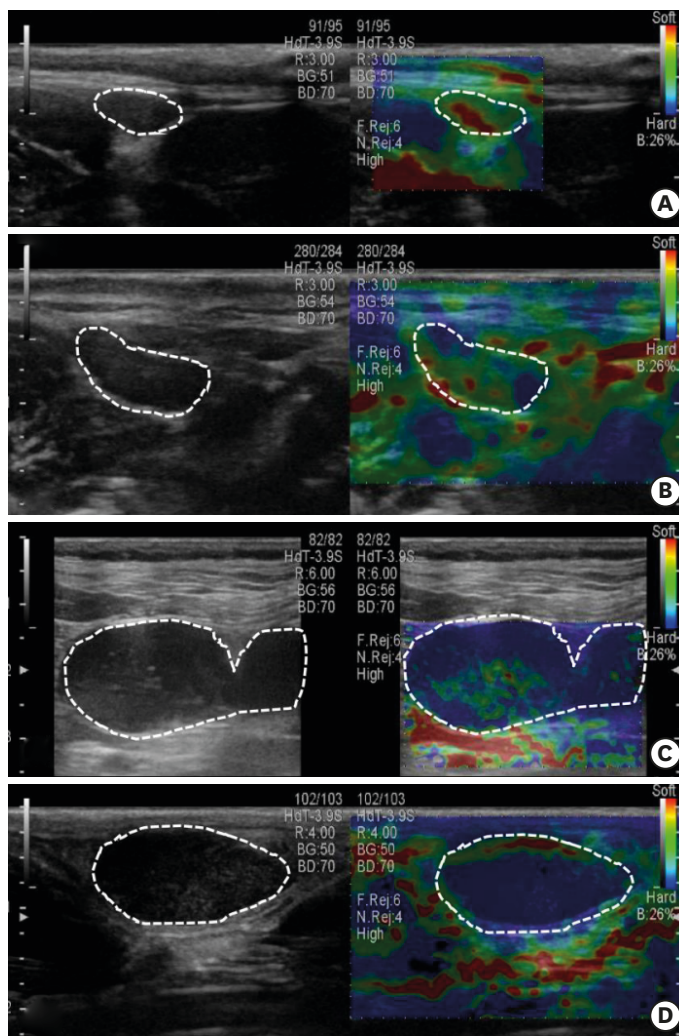 91/95 91/95 Soft
HdT-3.9S HdT-3.9S
R:3.00 R:3.00
BG:51 BG:51
BD:70 BD:70
F.Rej:6 Hard
N.Rej:4 B:26%
High
A
280/284 280/284 Soft
HdT-3.9S HdT-3.9S
R:3.00 R:3.00
BG:54 BG:54
BD:70 BD:70
F.Rej:6 Hard
N.Rej:4 B:26%
High
B
82/82 82/82 Soft
HdT-3.9S HdT-3.9S
R:6.00 R:6.00
BG:56 BG:56
BD:70 BD:70
F.Rej:6 Hard
N.Rej:4 B:26%
High
C
102/103 102/103 Soft
HdT-3.9S HdT-3.9S
R:4.00 R:4.00
BG:50 BG:50
BD:70 BD:70
F.Rej:6 Hard
N.Rej:4 B:26%
High
D